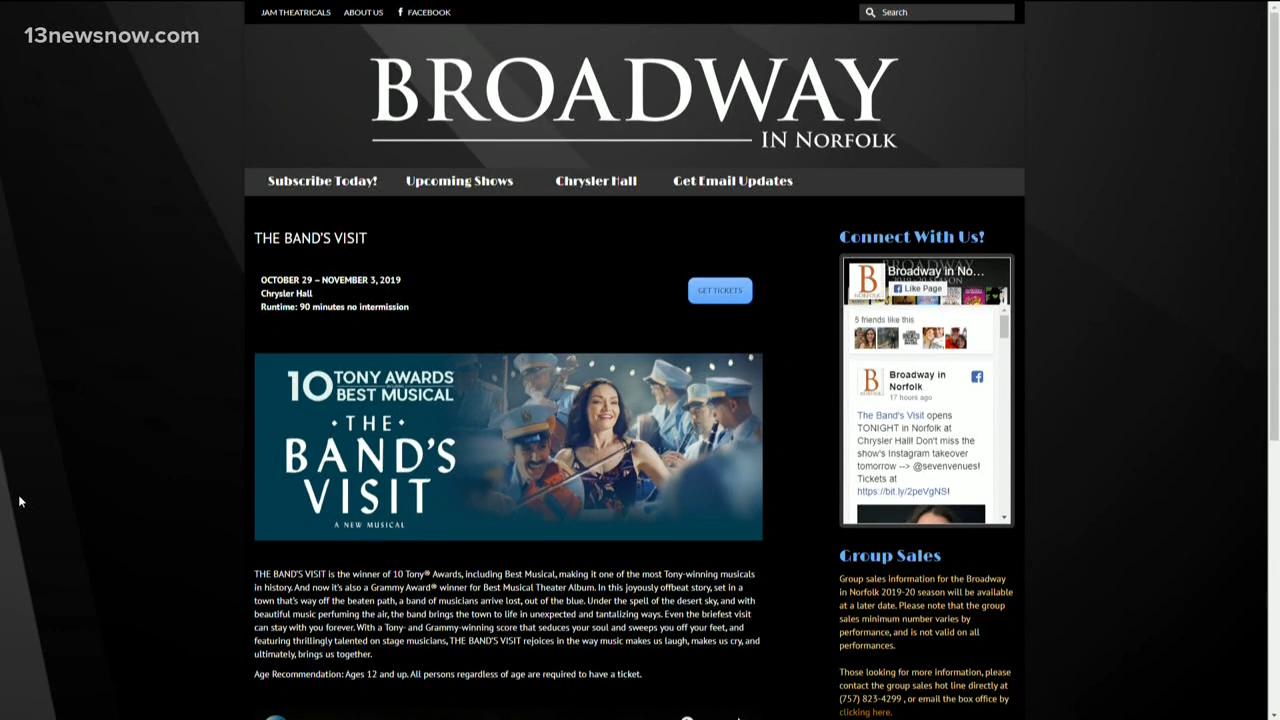 JAM THEATRICALS ABOUT US FACEBOOK Search
13newsnow.com
BROADWAY
IN NORFOLK
Subscribe Today! Upcoming Shows Chrysler Hall Get Email Updates
THE BAND'S VISIT
OCTOBER 29 – NOVEMBER 3, 2019
Chrysler Hall
Runtime: 90 minutes no intermission
GET TICKETS
10 TONY AWARDS
INCLUDING
BEST MUSICAL
• THE •
BAND'S
VISIT
A NEW MUSICAL
THE BAND'S VISIT is the winner of 10 Tony® Awards, including Best Musical, making it one of the most Tony-winning musicals
in history. And now it's also a Grammy Award® winner for Best Musical Theater Album. In this joyously offbeat story, set in a
town that's way off the beaten path, a band of musicians arrive lost, out of the blue. Under the spell of the desert sky, and with
beautiful music perfuming the air, the band brings the town to life in unexpected and tantalizing ways. Even the briefest visit
can stay with you forever. With a Tony- and Grammy-winning score that seduces your soul and sweeps you off your feet, and
featuring thrillingly talented on stage musicians, THE BAND'S VISIT rejoices in the way music makes us laugh, makes us cry, and
ultimately, brings us together.
Age Recommendation: Ages 12 and up. All persons regardless of age are required to have a ticket.
Connect With Us!
BROADWAY
Broadway in No...
2019 - 20 SEASON
B
NORFOLK
Like Page
5 friends like this
B
NORFOLK
Broadway in
Norfolk
17 hours ago
The Band's Visit opens
TONIGHT in Norfolk at
Chrysler Hall! Don't miss the
show's Instagram takeover
tomorrow --> @sevenvenues!
Tickets at
https://bit.ly/2peVgNS!
Group Sales
Group sales information for the Broadway
in Norfolk 2019-20 season will be available
at a later date. Please note that the group
sales minimum number varies by
performance, and is not valid on all
performances.
Those looking for more information, please
contact the group sales hot line directly at
(757) 823-4299 , or email the box office by
clicking here.